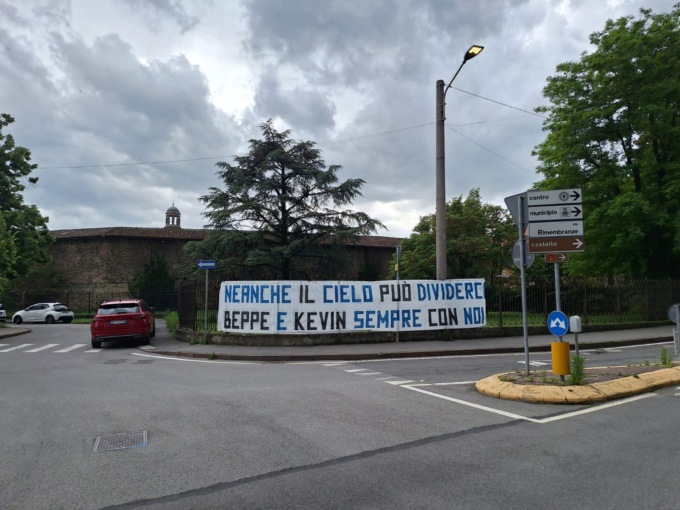 NEANCHE IL CIELO PUÒ DIVIDERCI
BEPPE E KEVIN SEMPRE CON NOI
centro
municipio
Rimembranze
castello